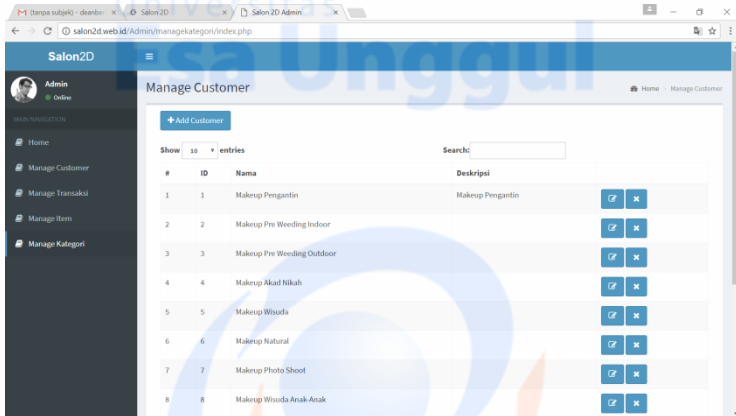 Universitas
Esa Unggul
(tanpa subjek) - deanba
Salon 2D
Salon 2D Admin
salon2d.web.id/Admin/managekategori/index.php
Salon2D
Admin
Online
MAIN NAVIGATION
Home
Manage Customer
Manage Transaksi
Manage Item
Manage Kategori
Manage Customer
Home > Manage Customer
+ Add Customer
Show 10 entries
Search:
# ID Nama Deskripsi
1 1 Makeup Pengantin Makeup Pengantin
2 2 Makeup Pre Weeding Indoor
3 3 Makeup Pre Weeding Outdoor
4 4 Makeup Akad Nikah
5 5 Makeup Wisuda
6 6 Makeup Natural
7 7 Makeup Photo Shoot
8 8 Makeup Wisuda Anak-Anak